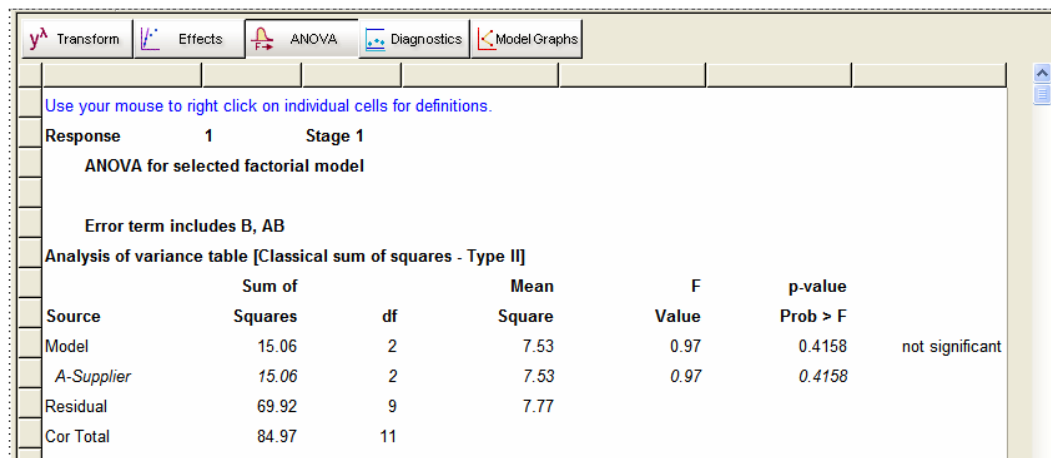 yλ Transform Effects F→ ANOVA Diagnostics Model Graphs
Use your mouse to right click on individual cells for definitions.
Response 1 Stage 1
ANOVA for selected factorial model
Error term includes B, AB
Analysis of variance table [Classical sum of squares - Type II]
Sum of Mean F p-value
Source Squares df Square Value Prob > F
Model 15.06 2 7.53 0.97 0.4158 not significant
A-Supplier 15.06 2 7.53 0.97 0.4158
Residual 69.92 9 7.77
Cor Total 84.97 11